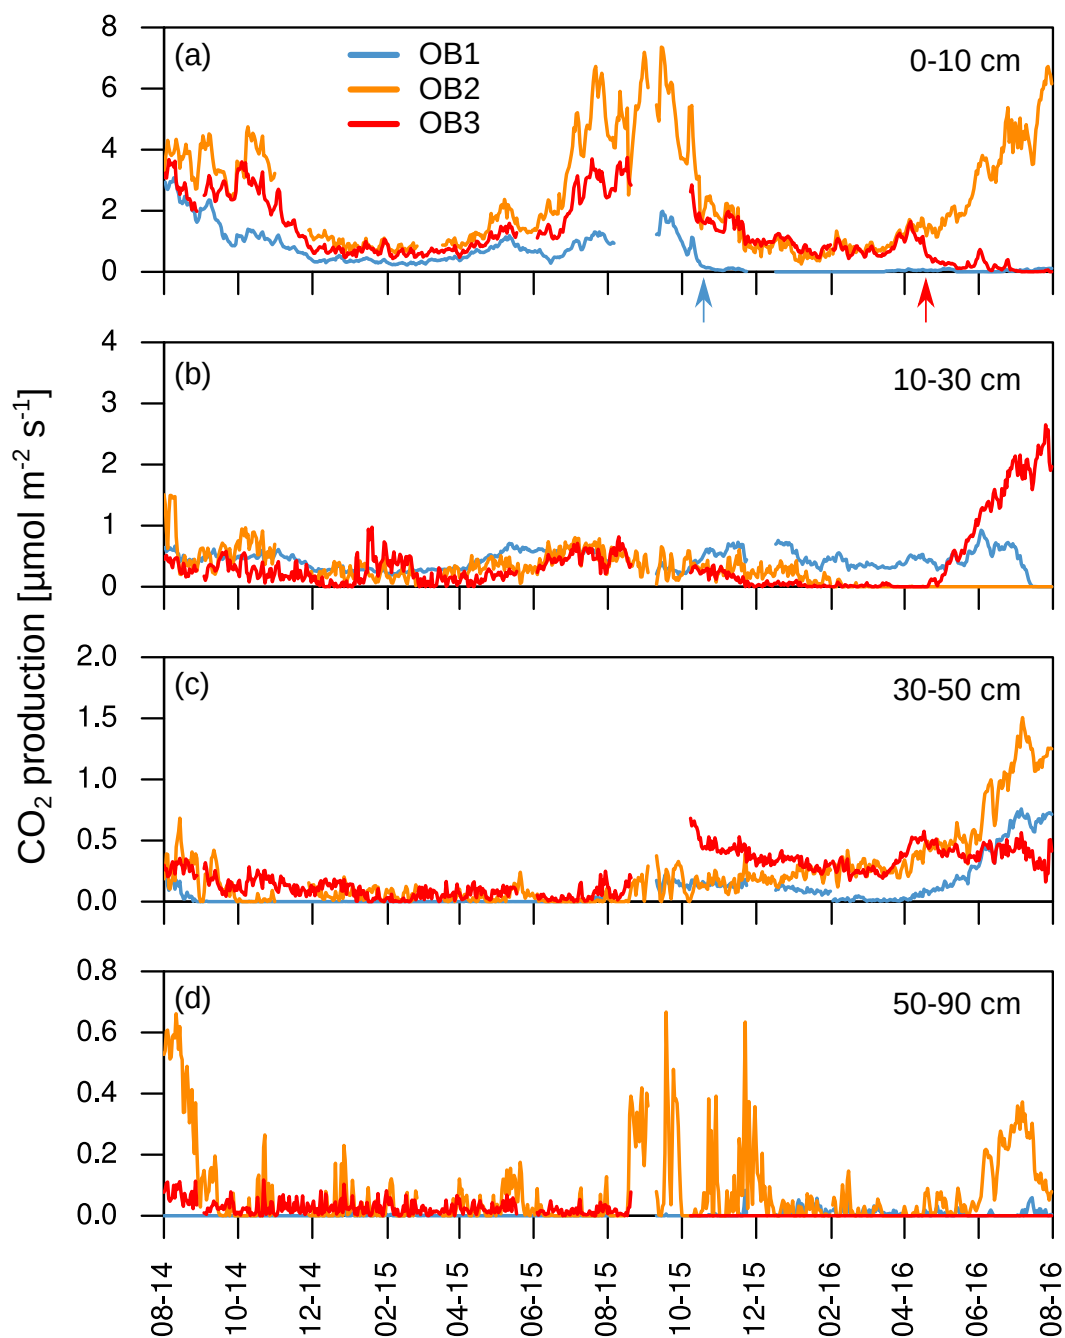 CO₂ production [µmol m⁻² s⁻¹]
(a)
OB1
OB2
OB3
0-10 cm
8
6
4
2
0
(b)
10-30 cm
4
3
2
1
0
(c)
30-50 cm
2.0
1.5
1.0
0.5
0.0
(d)
50-90 cm
0.8
0.6
0.4
0.2
0.0
08-14
10-14
12-14
02-15
04-15
06-15
08-15
10-15
12-15
02-16
04-16
06-16
08-16